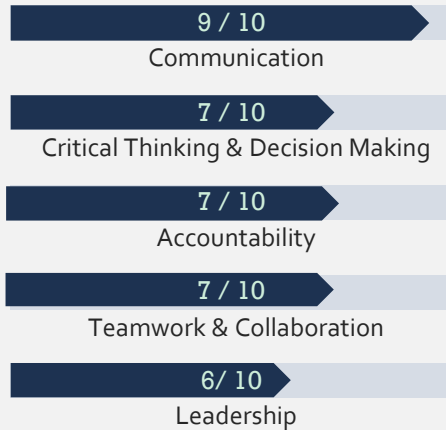 9 / 10
Communication
7 / 10
Critical Thinking & Decision Making
7 / 10
Accountability
7 / 10
Teamwork & Collaboration
6/ 10
Leadership